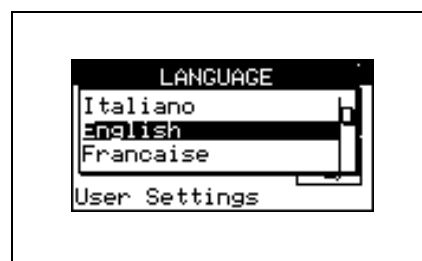 LANGUAGE
Italiano
English
Francaise
User Settings